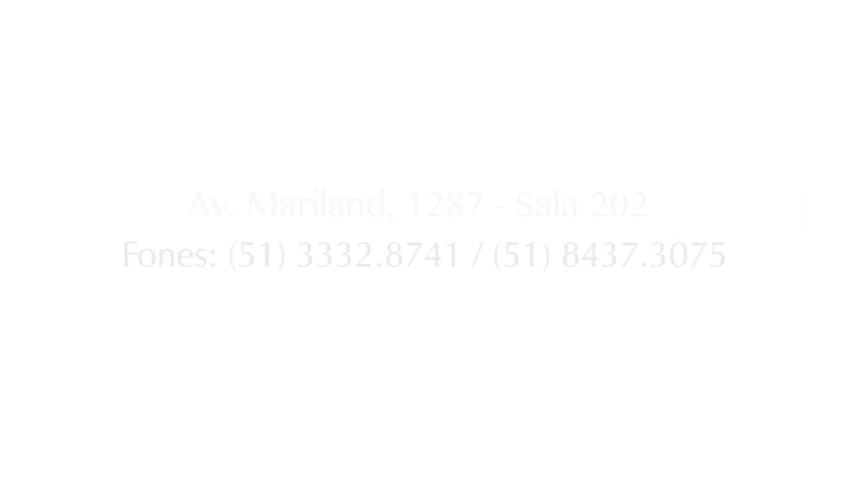 Av. Mariland, 1287 - Sala 202
Fones: (51) 3332.8741 / (51) 8437.3075